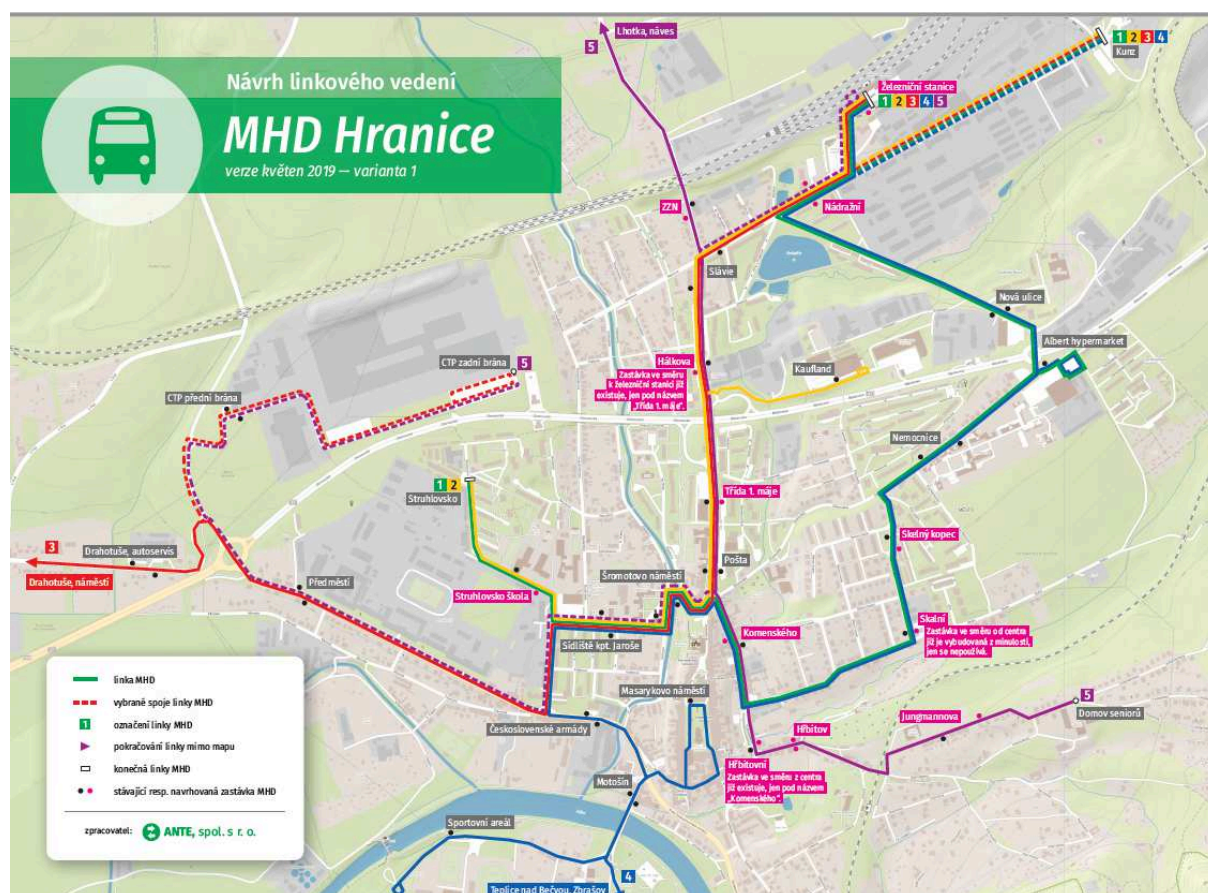 Návrh linkového vedení
MHD Hranice
verze květen 2019 — varianta 1
Lhotka, náves
5
1 2 3 4
Kunz
Železniční stanice
1 2 3 4 5
ZZN
Nádražní
Slávie
Nová ulice
Albert hypermarket
CTP zadní brána
5
Hálkova
Zastávka ve směru
k železniční stanici již
existuje, jen pod názvem
„Třída 1. máje“.
Kaufland
CTP přední brána
Nemocnice
1 2
Struhlovsko
Třída 1. máje
Skelný kopec
3
Drahotuše, autoservis
Drahotuše, náměstí
Předměstí
Struhlovsko škola
Šromotovo náměstí
Pošta
Komenského
Skalní
Zastávka ve směru od centra
již je vybudovaná z minulosti,
jen se nepoužívá.
Sídliště kpt. Jaroše
Masarykovo náměstí
5
Domov seniorů
Jungmannova
Československé armády
Hřbitov
Hřbitovní
Zastávka ve směru z centra
již existuje, jen pod názvem
„Komenského“.
Motošín
Sportovní areál
4
Teplice nad Bečvou, Zbrašov
linka MHD
vybrané spoje linky MHD
1
označení linky MHD
pokračování linky mimo mapu
konečná linky MHD
stávající resp. navrhovaná zastávka MHD
zpracovatel: ANTE, spol. s r. o.